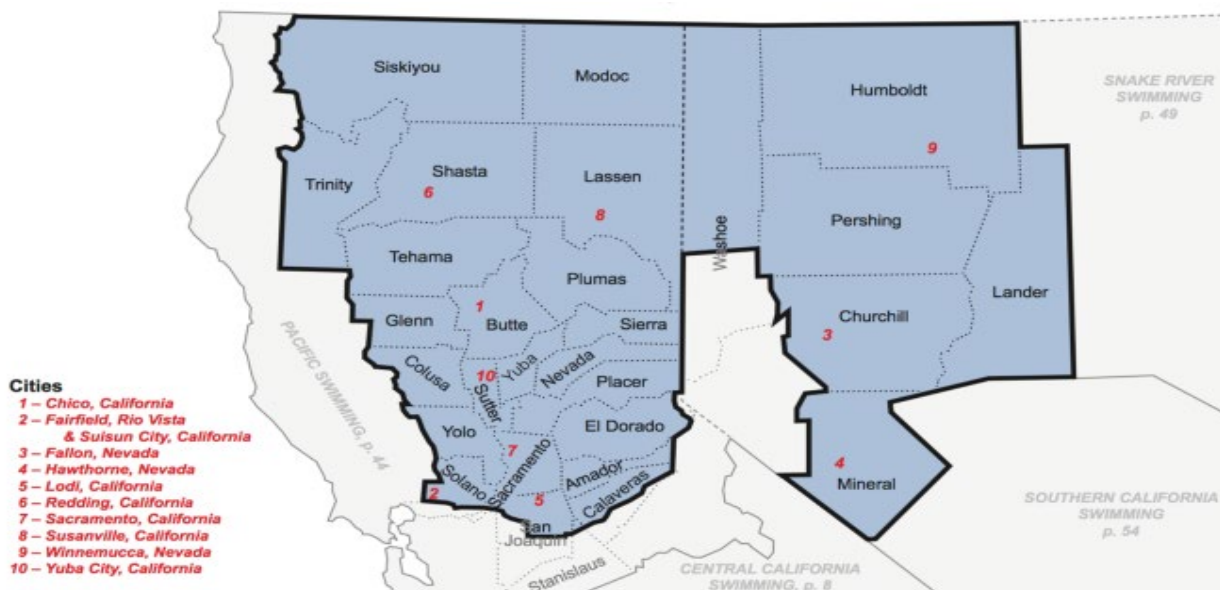 Siskiyou
Modoc
Humboldt
SNAKE RIVER
SWIMMING
p. 49
9
Trinity
Shasta
6
Lassen
8
Washoe
Pershing
Tehama
Plumas
Lander
1
Butte
Glenn
Sierra
Churchill
3
PACIFIC SWIMMING, p. 44
Colusa
10
Sutter
Yuba
Nevada
Placer
El Dorado
Yolo
7
Sacramento
Solano
2
Amador
Calaveras
5
San
Joaquin
Stanislaus
4
Mineral
CENTRAL CALIFORNIA
SWIMMING, p. 8
SOUTHERN CALIFORNIA
SWIMMING
p. 54
Cities
1 – Chico, California
2 – Fairfield, Rio Vista
& Suisun City, California
3 – Fallon, Nevada
4 – Hawthorne, Nevada
5 – Lodi, California
6 – Redding, California
7 – Sacramento, California
8 – Susanville, California
9 – Winnemucca, Nevada
10 – Yuba City, California